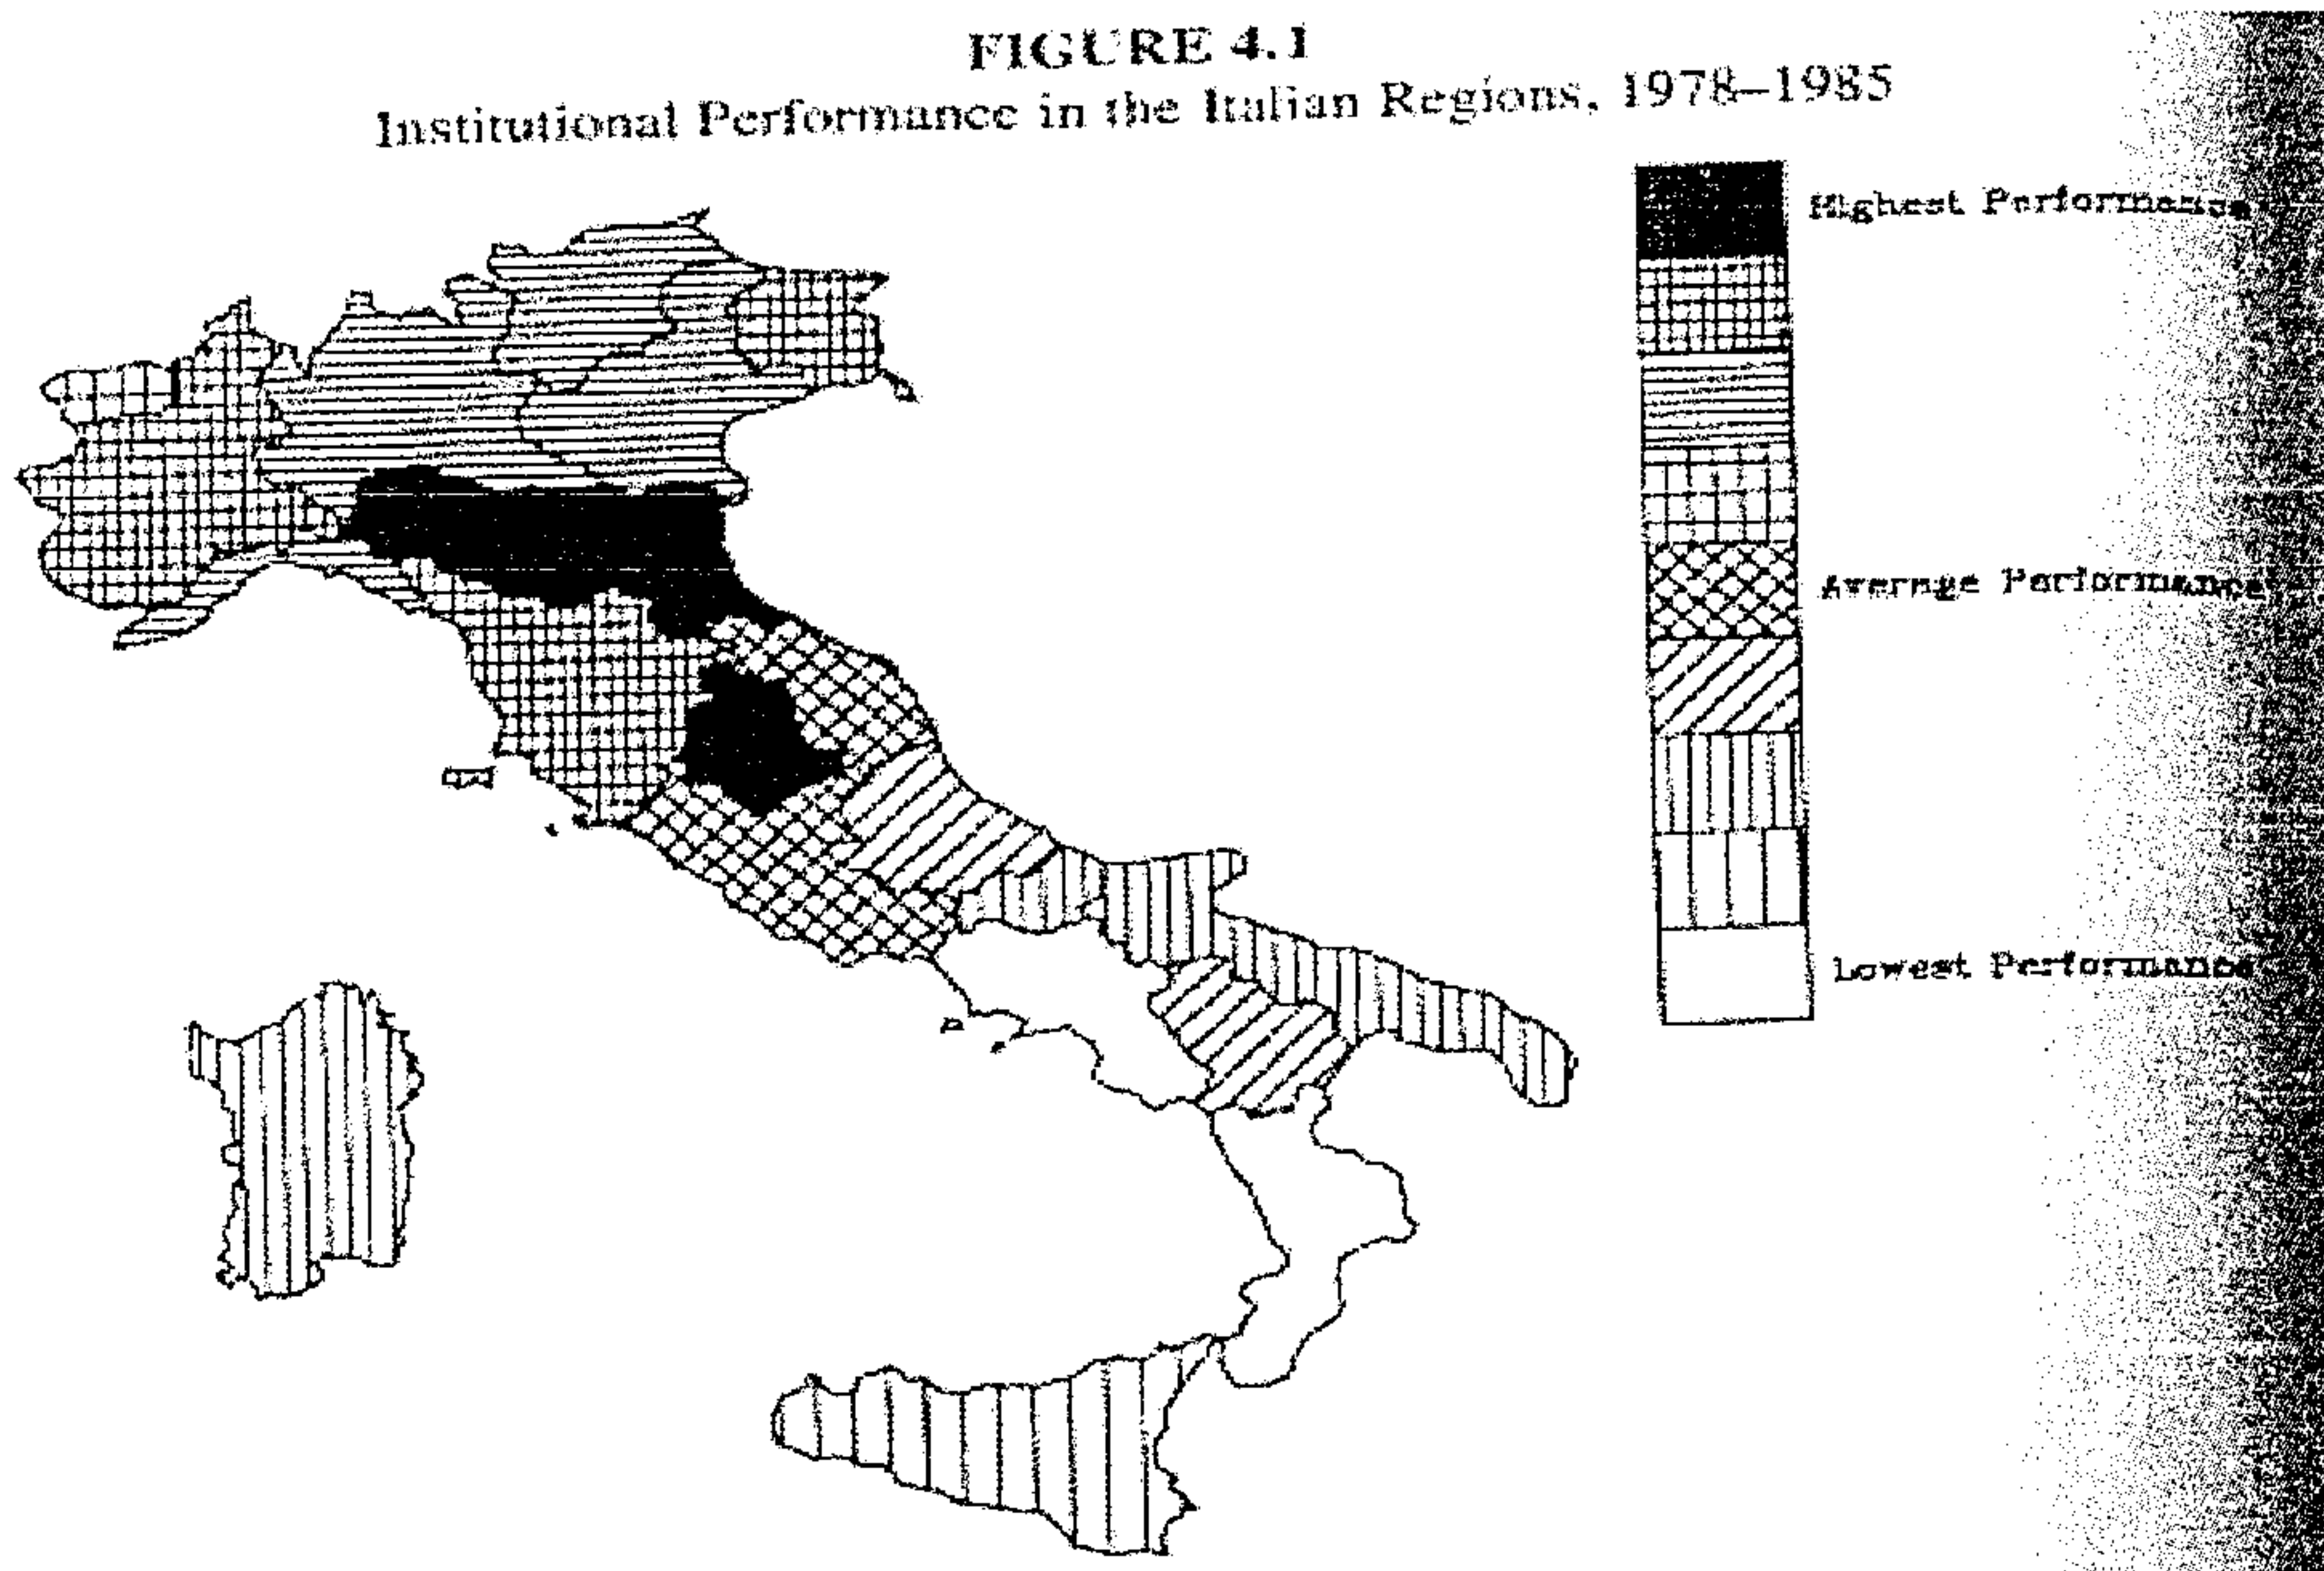 FIGURE 4.1
Institutional Performance in the Italian Regions, 1978–1985
Highest Performance
Average Performance
Lowest Performance